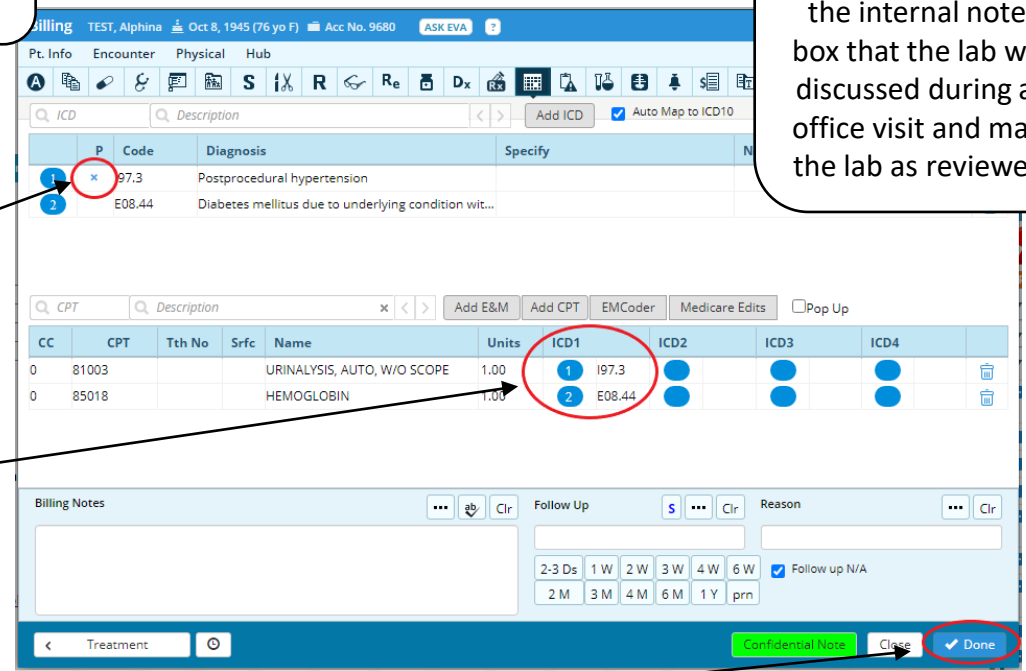 Billing TEST, Alphina Oct 8, 1945 (76 yo F) Acc No. 9680 ASK EVA ?
the internal note
box that the lab w
discussed during a
office visit and ma
the lab as reviewe
Pt. Info Encounter Physical Hub
A S R Re Dx Rx $
ICD Description < > Add ICD Auto Map to ICD10
P Code Diagnosis Specify N
1 × I97.3 Postprocedural hypertension
2 E08.44 Diabetes mellitus due to underlying condition wit...
CPT Description x < > Add E&M Add CPT EMCoder Medicare Edits Pop Up
CC CPT Tth No Srfc Name Units ICD1 ICD2 ICD3 ICD4
0 81003 URINALYSIS, AUTO, W/O SCOPE 1.00 1 I97.3
0 85018 HEMOGLOBIN 1.00 2 E08.44
Billing Notes ... ab Clr Follow Up S ... Clr Reason ... Clr
2-3 Ds 1 W 2 W 3 W 4 W 6 W Follow up N/A
2 M 3 M 4 M 6 M 1 Y prn
< Treatment Confidential Note Close Done